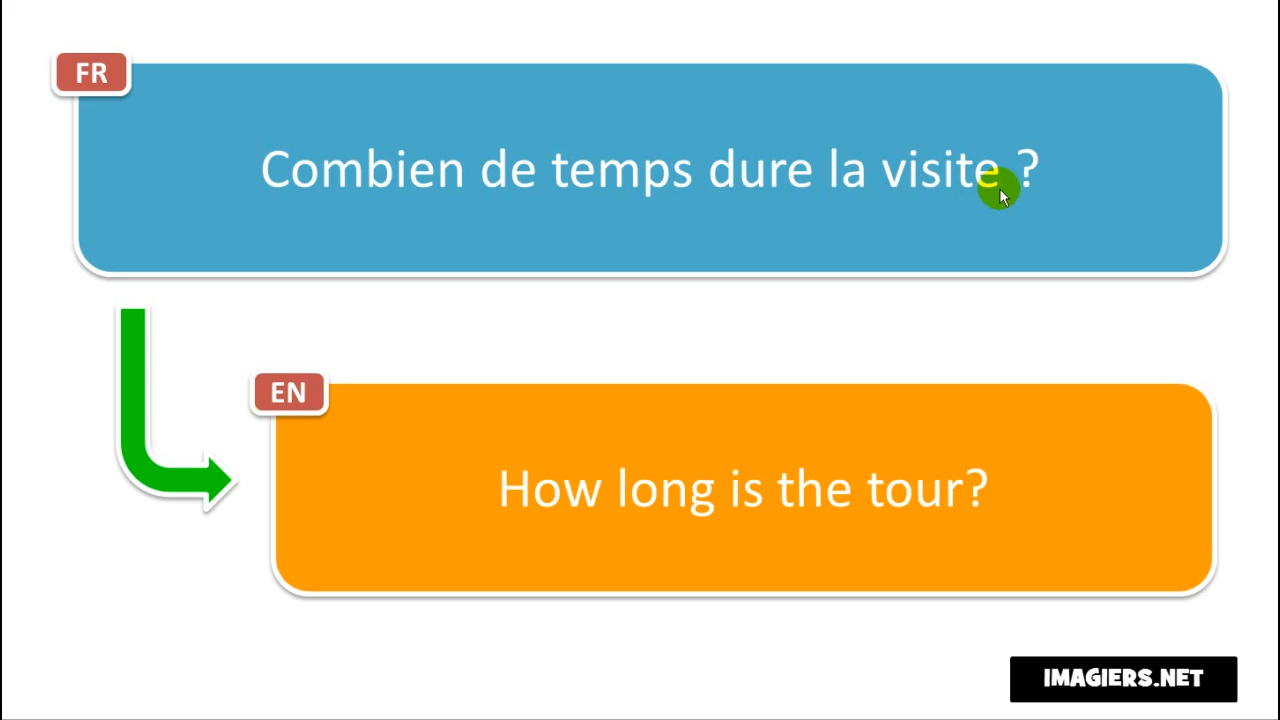 FR
Combien de temps dure la visite ?
EN
How long is the tour?
IMAGIERS.NET